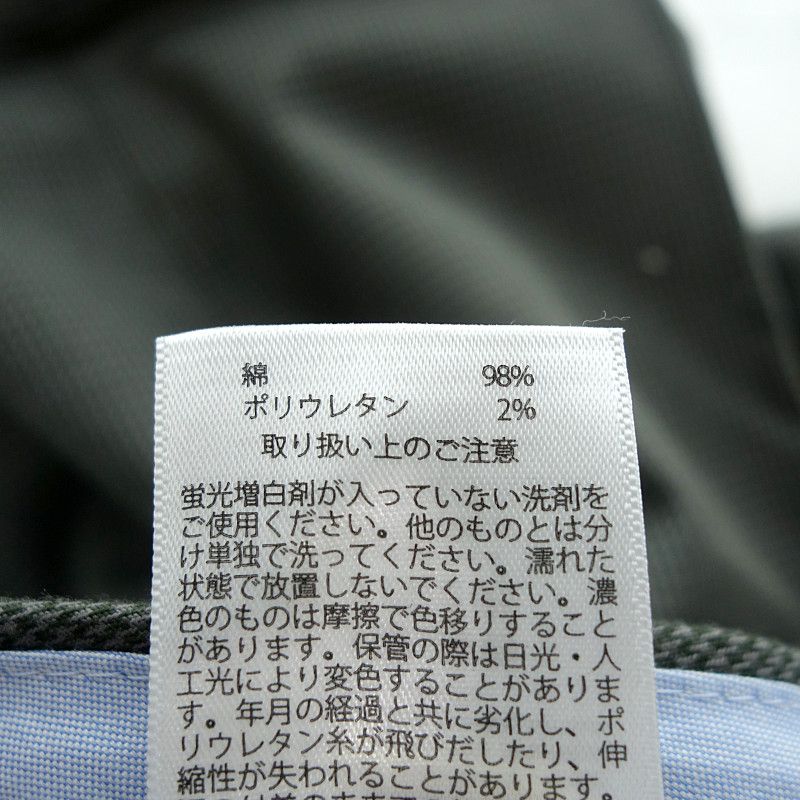 綿 98%
ポリウレタン 2%
取り扱い上のご注意
蛍光増白剤が入っていない洗剤を
ご使用ください。他のものとは分
け単独で洗ってください。濡れた
状態で放置しないでください。濃
色のものは摩擦で色移りすること
があります。保管の際は日光・人
工光により変色することがありま
す。年月の経過と共に劣化し、ポ
リウレタン糸が飛びだしたり、伸
縮性が失われることがあります。